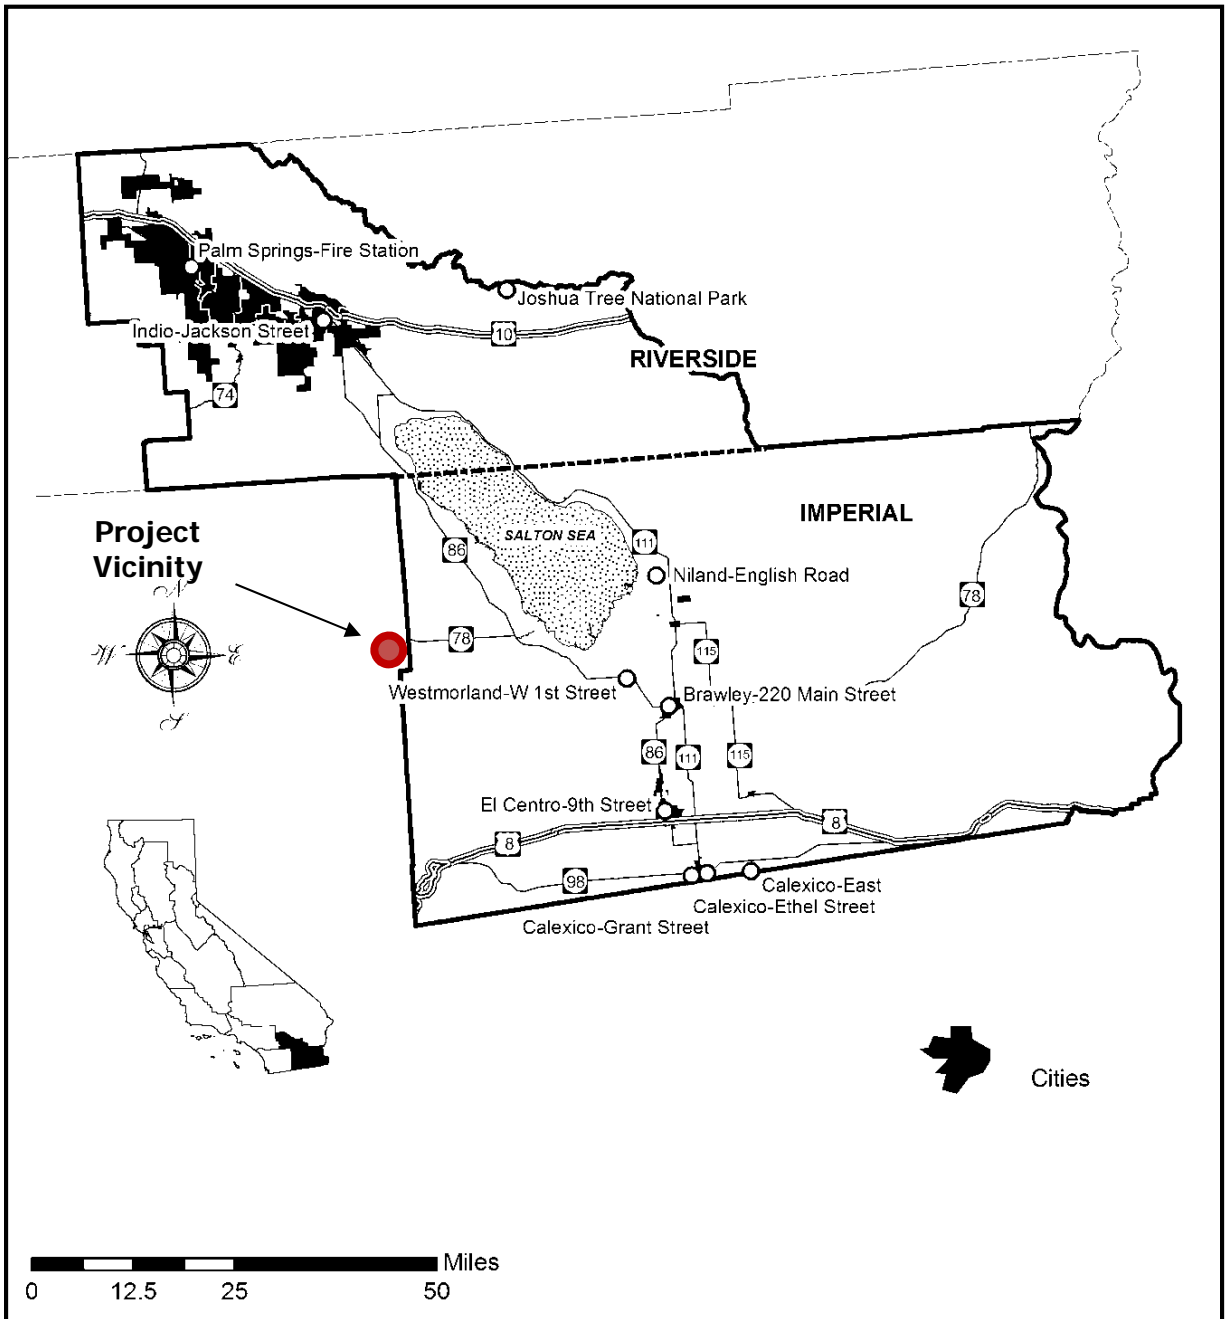 Palm Springs-Fire Station
Joshua Tree National Park
Indio-Jackson Street
10
RIVERSIDE
74
IMPERIAL
Project
Vicinity
SALTON SEA
86
111
Niland-English Road
78
N
W
E
S
78
115
Westmorland-W 1st Street
Brawley-220 Main Street
86
111
115
El Centro-9th Street
8
8
98
Calexico-East
Calexico-Ethel Street
Calexico-Grant Street
Cities
Miles
0 12.5 25 50